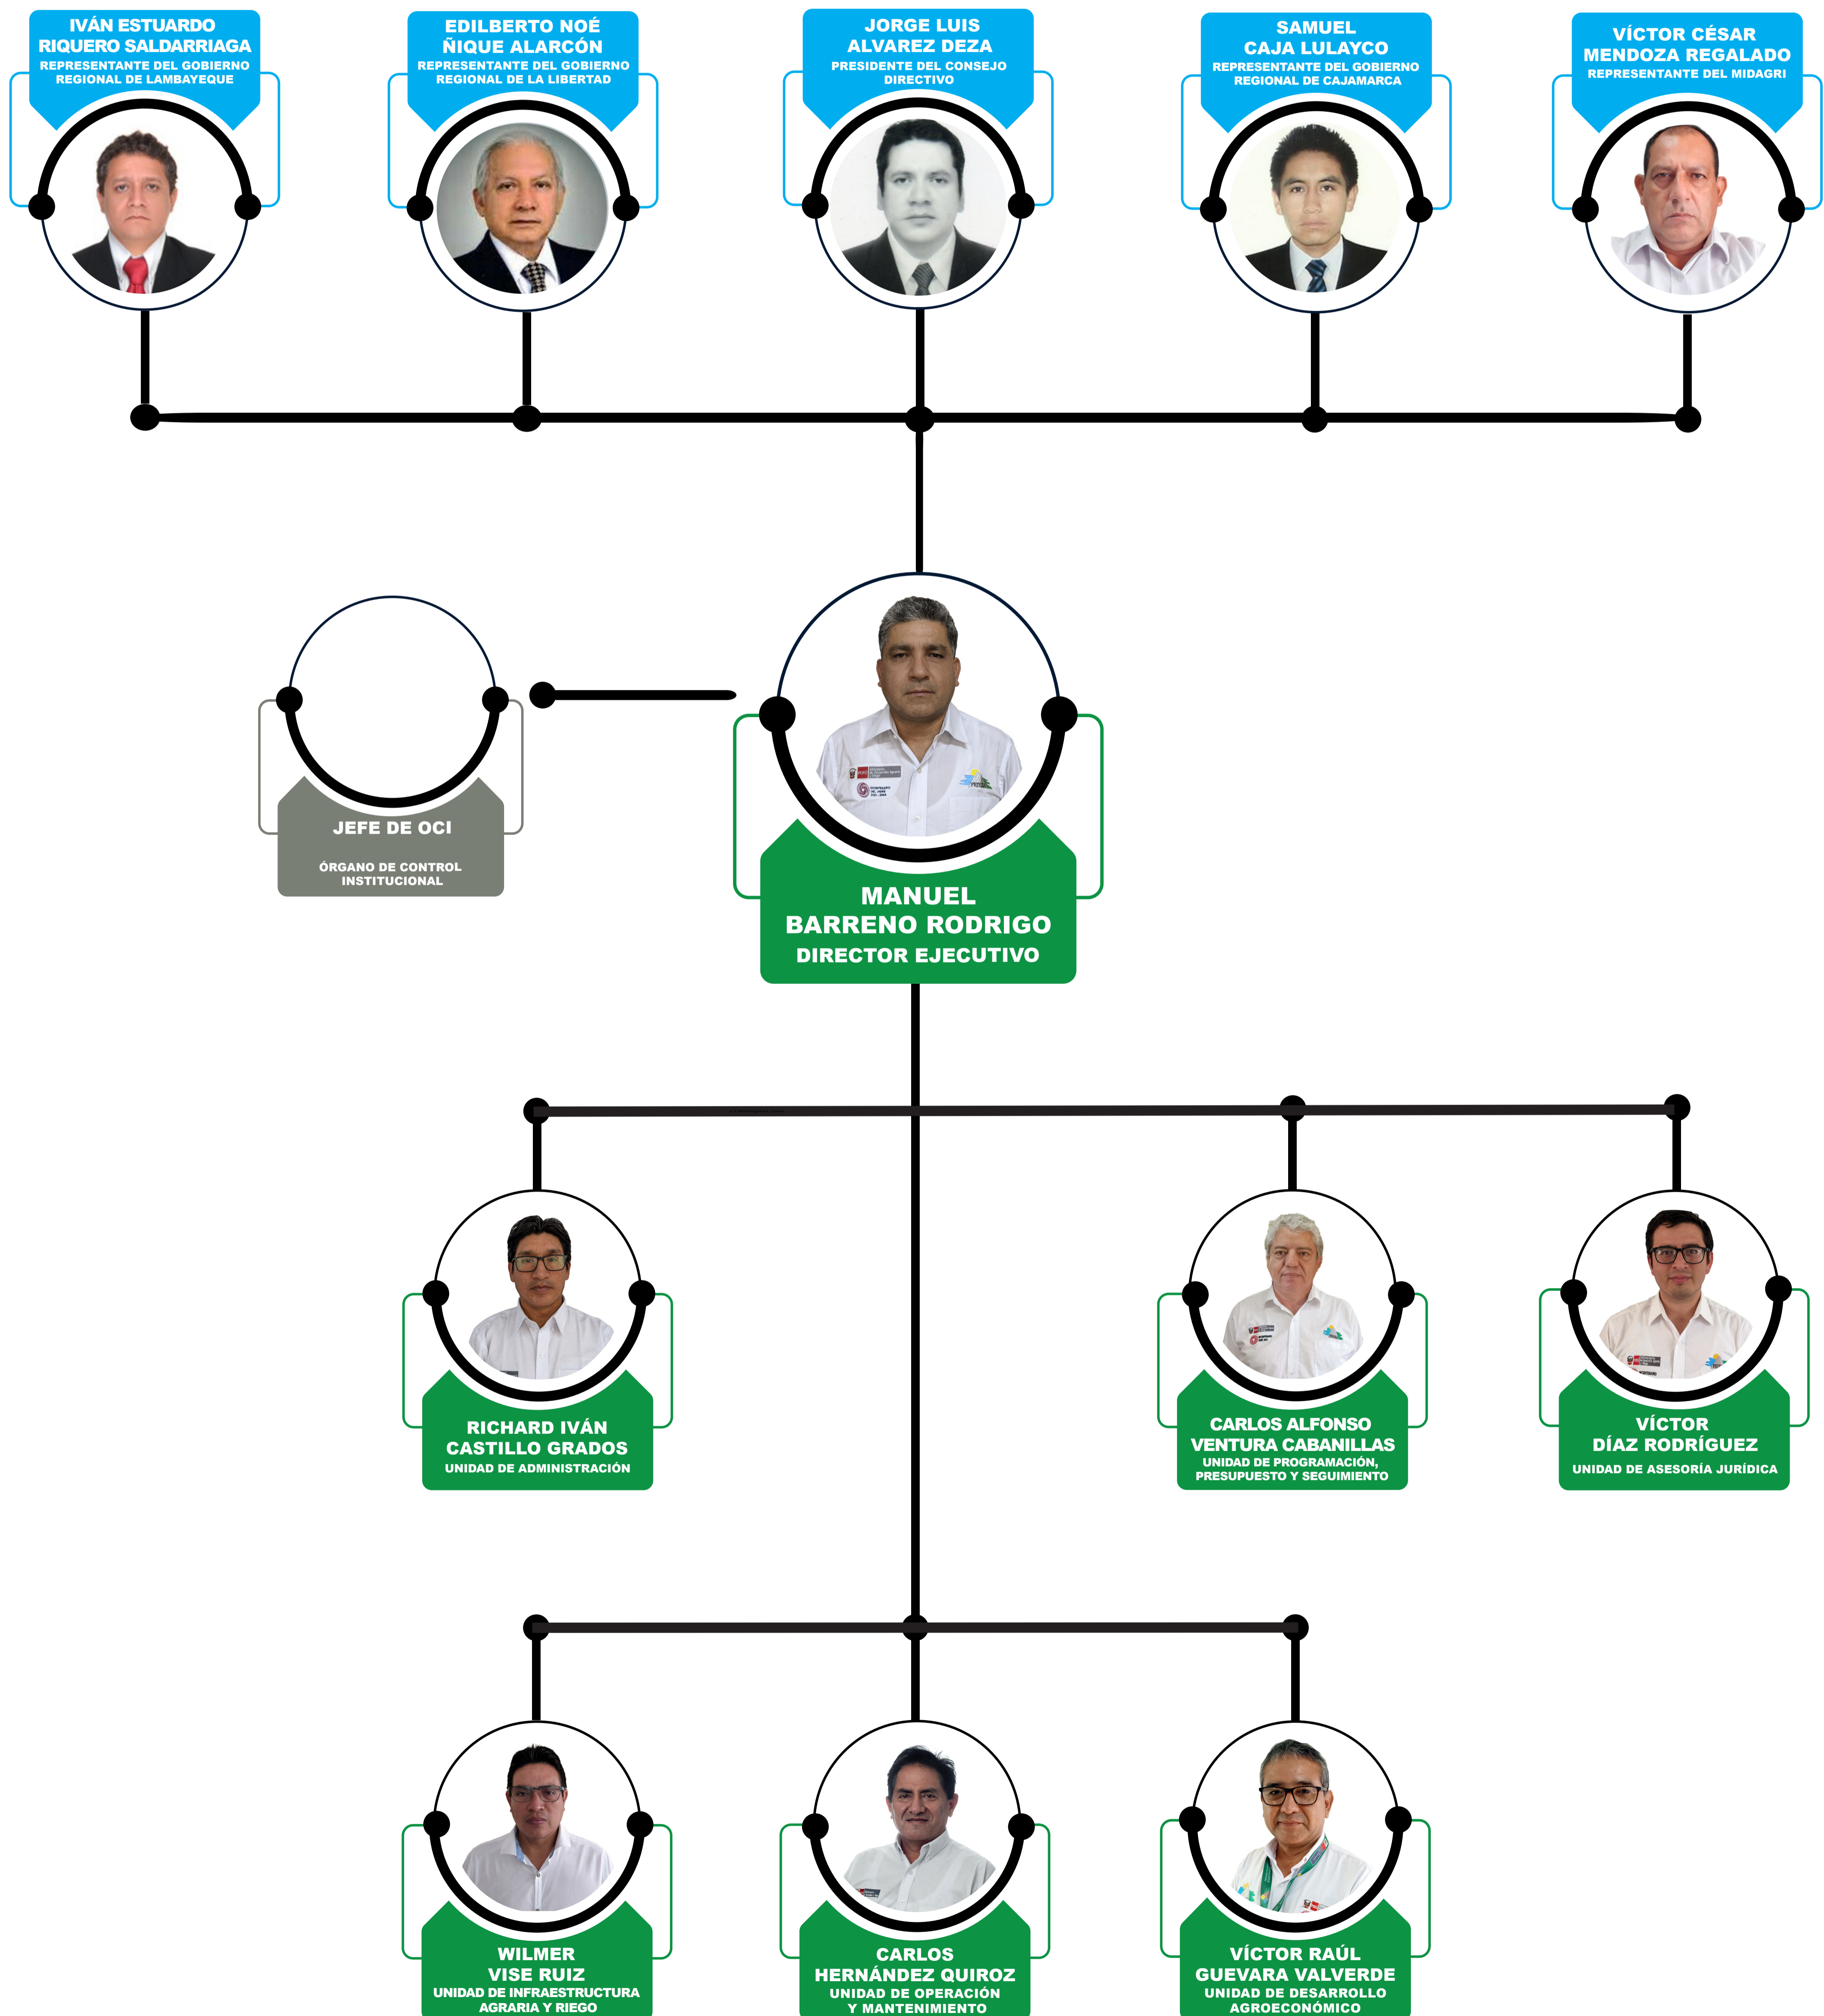 IVÁN ESTUARDO
RIQUERO SALDARRIAGA
REPRESENTANTE DEL GOBIERNO
REGIONAL DE LAMBAYEQUE
EDILBERTO NOÉ
ÑIQUE ALARCÓN
REPRESENTANTE DEL GOBIERNO
REGIONAL DE LA LIBERTAD
JORGE LUIS
ALVAREZ DEZA
PRESIDENTE DEL CONSEJO
DIRECTIVO
SAMUEL
CAJA LULAYCO
REPRESENTANTE DEL GOBIERNO
REGIONAL DE CAJAMARCA
VÍCTOR CÉSAR
MENDOZA REGALADO
REPRESENTANTE DEL MIDAGRI
JEFE DE OCI
ÓRGANO DE CONTROL
INSTITUCIONAL
PERÚ
MANUEL
BARRENO RODRIGO
DIRECTOR EJECUTIVO
RICHARD IVÁN
CASTILLO GRADOS
UNIDAD DE ADMINISTRACIÓN
CARLOS ALFONSO
VENTURA CABANILLAS
UNIDAD DE PROGRAMACIÓN,
PRESUPUESTO Y SEGUIMIENTO
VÍCTOR
DÍAZ RODRÍGUEZ
UNIDAD DE ASESORÍA JURÍDICA
WILMER
VISE RUIZ
UNIDAD DE INFRAESTRUCTURA
AGRARIA Y RIEGO
CARLOS
HERNÁNDEZ QUIROZ
UNIDAD DE OPERACIÓN
Y MANTENIMIENTO
VÍCTOR RAÚL
GUEVARA VALVERDE
UNIDAD DE DESARROLLO
AGROECONÓMICO